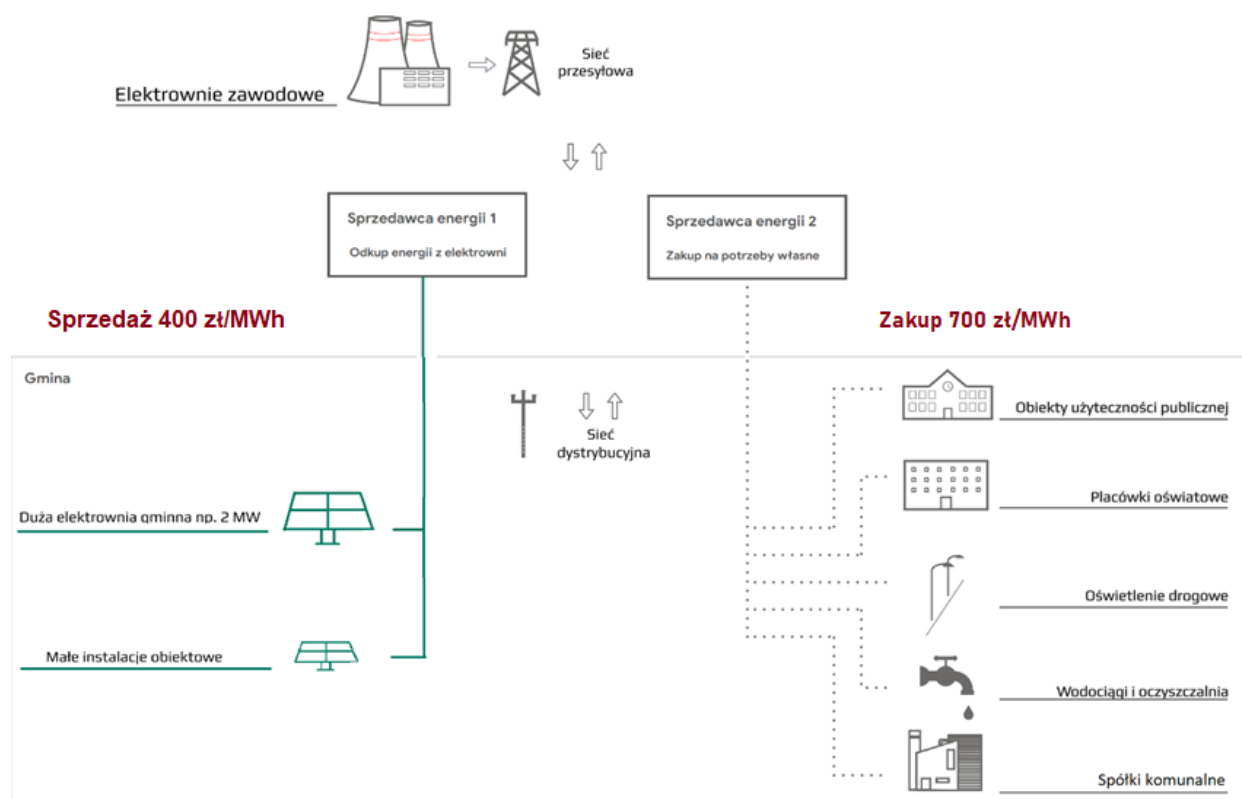 Elektrownie zawodowe
Sieć
przesyłowa
Sprzedawca energii 1
Odkup energii z elektrowni
Sprzedawca energii 2
Zakup na potrzeby własne
Sprzedaż 400 zł/MWh
Zakup 700 zł/MWh
Gmina
Sieć
dystrybucyjna
Duża elektrownia gminna np. 2 MW
Małe instalacje obiektowe
Obiekty użyteczności publicznej
Placówki oświatowe
Oświetlenie drogowe
Wodociągi i oczyszczalnia
Spółki komunalne